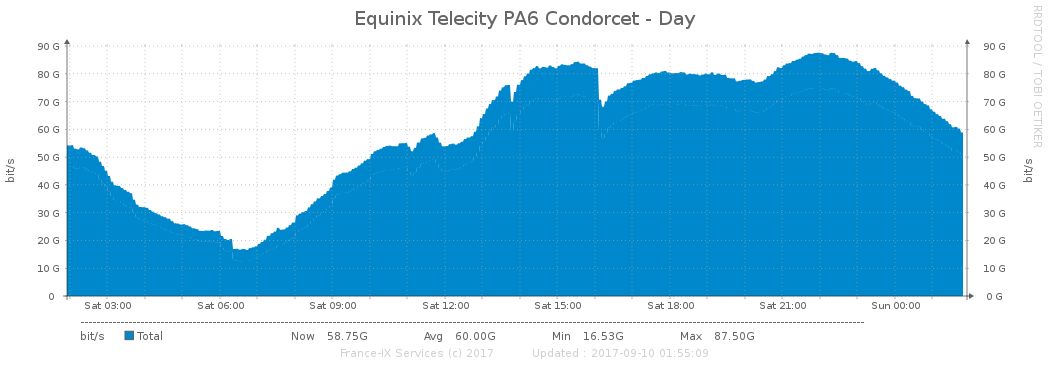 Equinix Telecity PA6 Condorcet - Day
RRDTOOL / TOBI OETIKER
bit/s
90 G 90 G
80 G 80 G
70 G 70 G
60 G 60 G
50 G 50 G
40 G 40 G
30 G 30 G
20 G 20 G
10 G 10 G
0 0 G
bit/s
Sat 03:00 Sat 06:00 Sat 09:00 Sat 12:00 Sat 15:00 Sat 18:00 Sat 21:00 Sun 00:00
bit/s Total Now 58.75G Avg 60.00G Min 16.53G Max 87.50G
France-IX Services (c) 2017 Updated : 2017-09-10 01:55:09